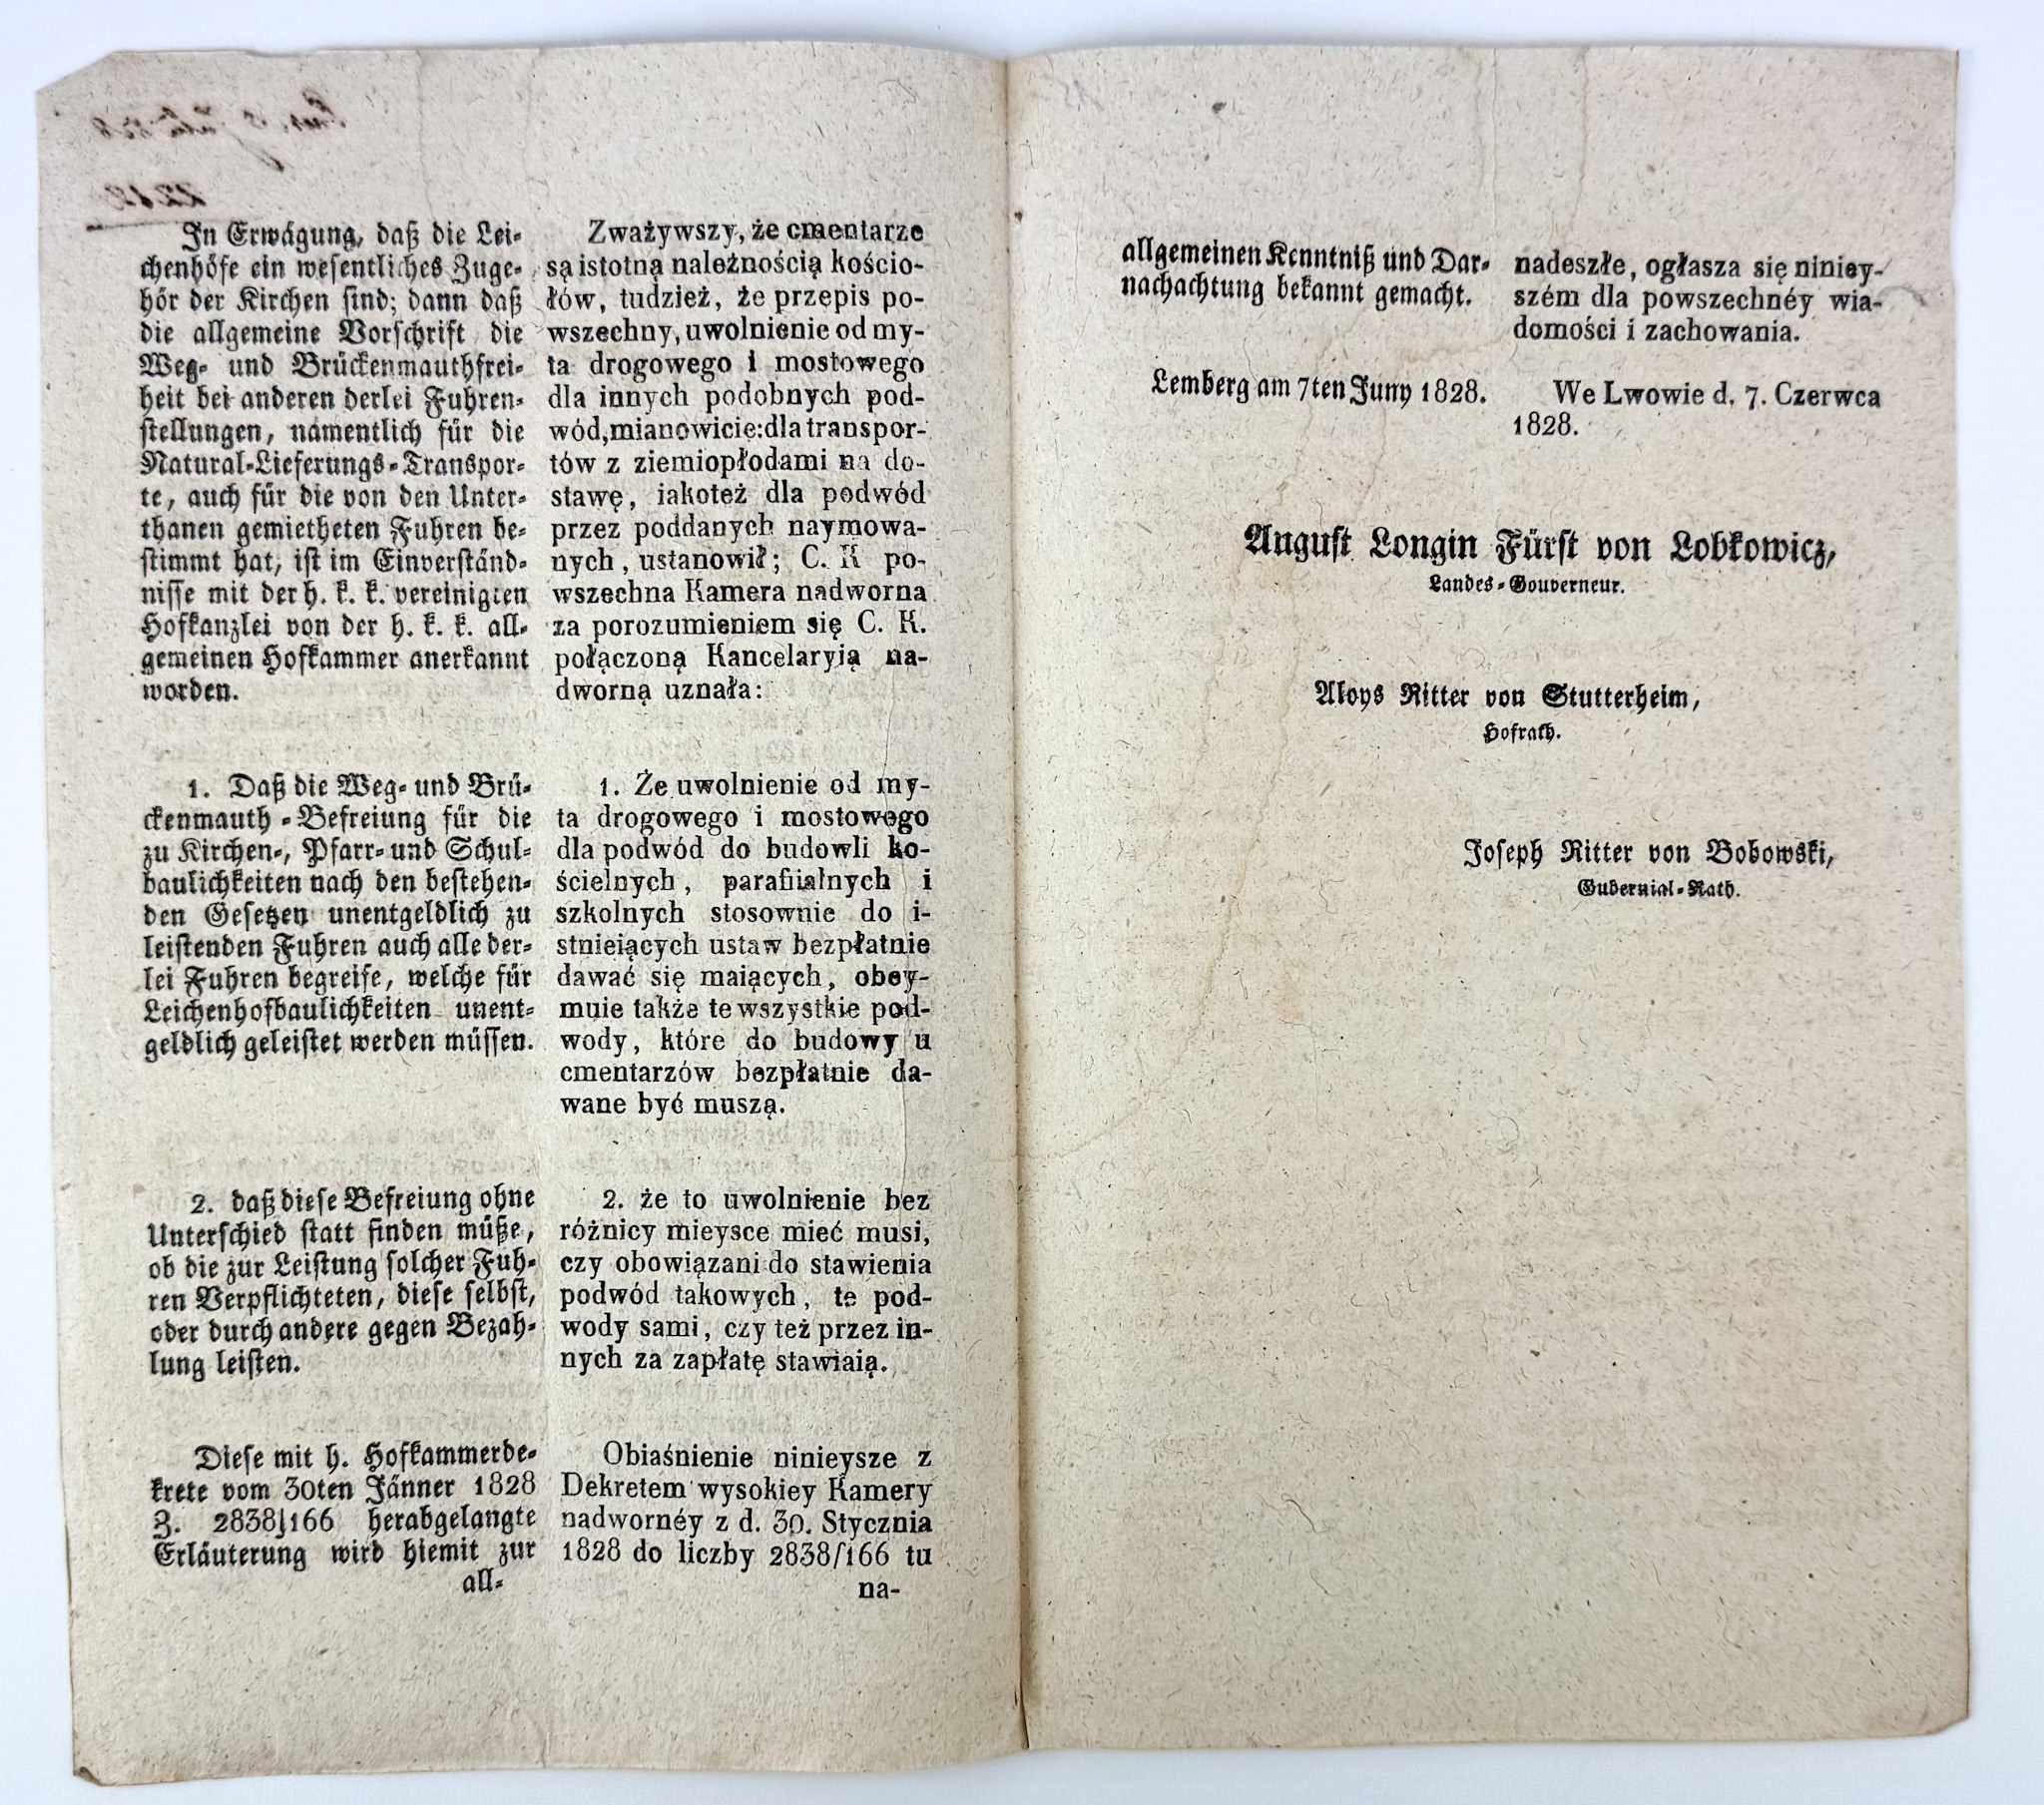 In Erwägung, daß die Lei-
chenhöfe ein wesentliches Zuge-
hör der Kirchen sind; dann daß
die allgemeine Vorschrift die
Weg- und Brückenmauthfrei-
heit bei anderen derlei Fuhren-
stellungen, namentlich für die
Natural-Lieferungs-Transpor-
te, auch für die von den Unter-
thanen gemietheten Fuhren be-
stimmt hat, ist im Einverständ-
nisse mit der h. k. k. vereinigten
Hofkanzlei von der h. k. k. all-
gemeinen Hofkammer anerkannt
worden.
1. Daß die Weg- und Brü-
ckenmauth-Befreiung für die
zu Kirchen-, Pfarr- und Schul-
baulichkeiten nach den bestehen-
den Gesetzen unentgeldlich zu
leistenden Fuhren auch alle der-
lei Fuhren begreife, welche für
Leichenhofbaulichkeiten unent-
geldlich geleistet werden müssen.
2. daß diese Befreiung ohne
Unterschied statt finden müße,
ob die zur Leistung solcher Fuh-
ren Verpflichteten, diese selbst,
oder durch andere gegen Bezah-
lung leisten.
Diese mit h. Hofkammerde-
krete vom 30ten Jänner 1828
Z. 2838/166 herabgelangte
Erläuterung wird hiemit zur
all-
Zważywszy, że cmentarze
są istotną należnością kościo-
łów, tudzież, że przepis po-
wszechny, uwolnienie od my-
ta drogowego i mostowego
dla innych podobnych pod-
wód, mianowicie: dla transpor-
tów z ziemiopłodami na do-
stawę, iakoteż dla podwód
przez poddanych naymowa-
nych, ustanowił; C. K po-
wszechna Kamera nadworna
za porozumieniem się C. K.
połączoną Kancelaryią na-
dworną uznała:
1. Że uwolnienie od my-
ta drogowego i mostowego
dla podwód do budowli ko-
ścielnych, parafiialnych i
szkolnych stosownie do i-
stnieiących ustaw bezpłatnie
dawać się maiących, obey-
muie także te wszystkie pod-
wody, które do budowy u
cmentarzów bezpłatnie da-
wane być muszą.
2. że to uwolnienie bez
różnicy mieysce mieć musi,
czy obowiązani do stawienia
podwód takowych, te pod-
wody sami, czy też przez in-
nych za zapłatę stawiaią.
Obiaśnienie ninieysze z
Dekretem wysokiey Kamery
nadwornéy z d. 30. Stycznia
1828 do liczby 2838/166 tu
na-
allgemeinen Kenntniß und Dar-
nachachtung bekannt gemacht.
Lemberg am 7ten Juny 1828.
nadeszłe, ogłasza się niniey-
szém dla powszechnéy wia-
domości i zachowania.
We Lwowie d. 7. Czerwca
1828.
August Longin Fürst von Lobkowicz,
Landes-Gouverneur.
Aloys Ritter von Stutterheim,
Hofrath.
Joseph Ritter von Bobowski,
Gubernial-Rath.